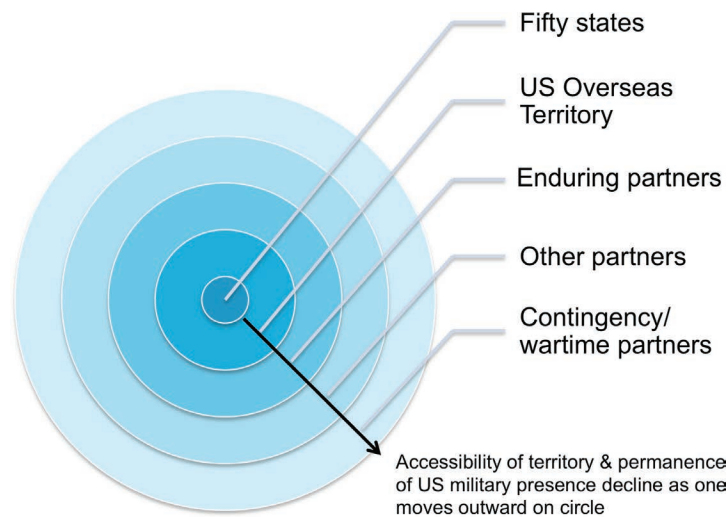 Fifty states
US Overseas
Territory
Enduring partners
Other partners
Contingency/
wartime partners
Accessibility of territory & permanence
of US military presence decline as one
moves outward on circle